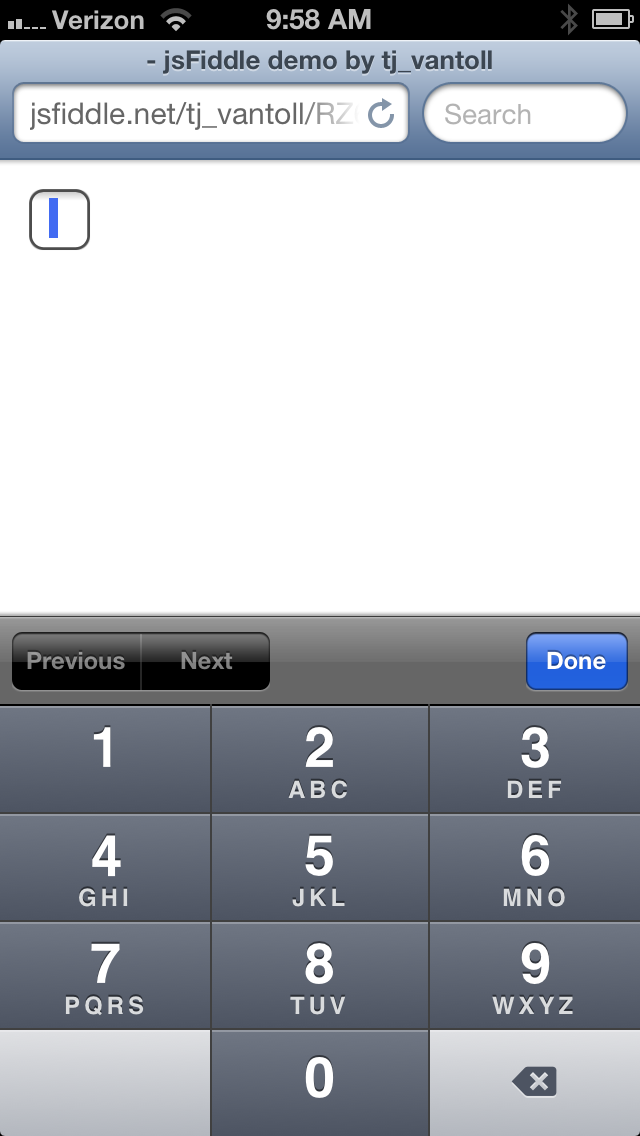 Verizon 9:58 AM
- jsFiddle demo by tj_vantoll
jsfiddle.net/tj_vantoll/ Search
Previous Next Done
1 2 3
ABC DEF
4 5 6
GHI JKL MNO
7 8 9
PQRS TUV WXYZ
0